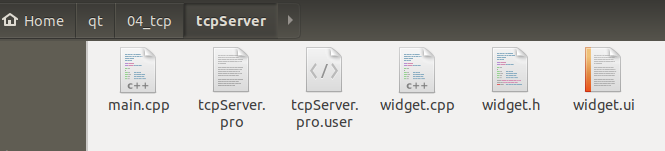 Home qt 04_tcp tcpServer
c++
main.cpp tcpServer. tcpServer. widget.cpp widget.h widget.ui
pro pro.user